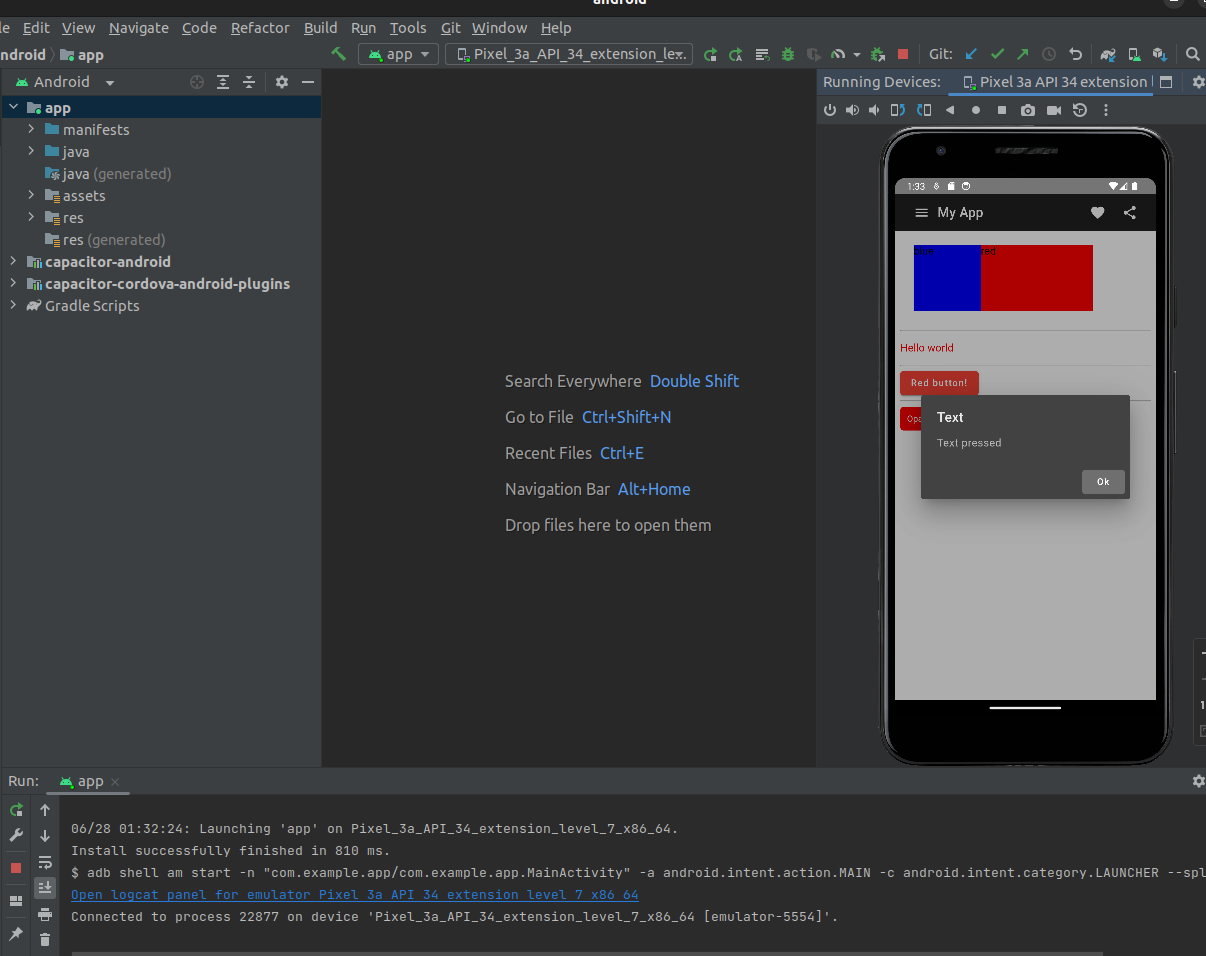 android
Edit View Navigate Code Refactor Build Run Tools Git Window Help
ndroid app
app
Pixel_3a_API_34_extension_le..
Git:
Android
Running Devices:
Pixel 3a API 34 extension
app
manifests
java
java (generated)
assets
res
res (generated)
capacitor-android
capacitor-cordova-android-plugins
Gradle Scripts
Search Everywhere Double Shift
Go to File Ctrl+Shift+N
Recent Files Ctrl+E
Navigation Bar Alt+Home
Drop files here to open them
1:33
My App
blue
red
Hello world
Red button!
Opa
Text
Text pressed
Ok
Run: app
06/28 01:32:24: Launching 'app' on Pixel_3a_API_34_extension_level_7_x86_64.
Install successfully finished in 810 ms.
$ adb shell am start -n "com.example.app/com.example.app.MainActivity" -a android.intent.action.MAIN -c android.intent.category.LAUNCHER --spl
Open logcat panel for emulator Pixel 3a API 34 extension level 7 x86 64
Connected to process 22877 on device 'Pixel_3a_API_34_extension_level_7_x86_64 [emulator-5554]'.